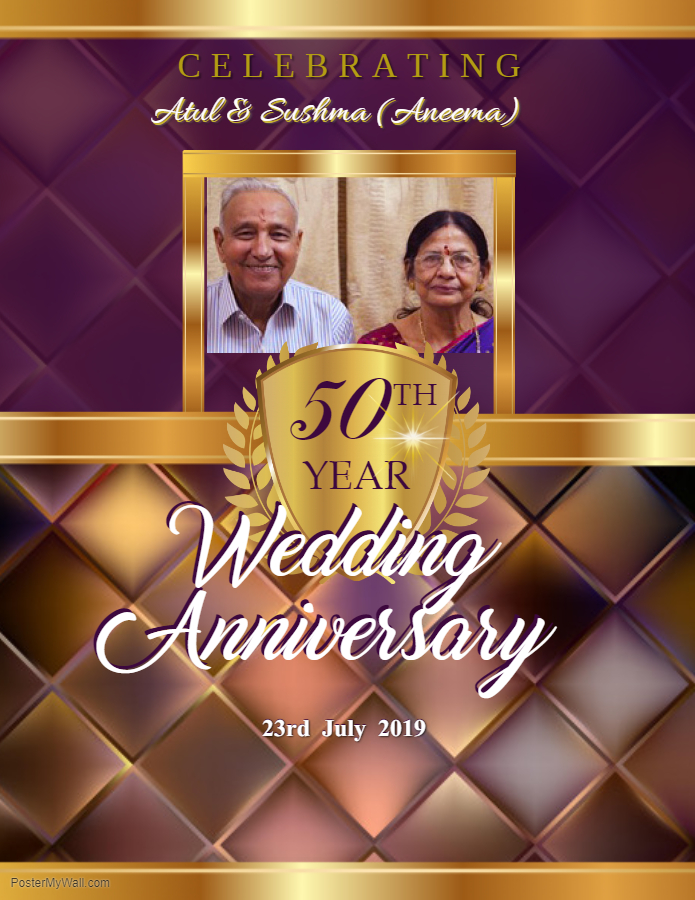 CELEBRATING
Atul & Sushma (Aneema)
50TH
YEAR
Wedding
Anniversary
23rd July 2019
PosterMyWall.com